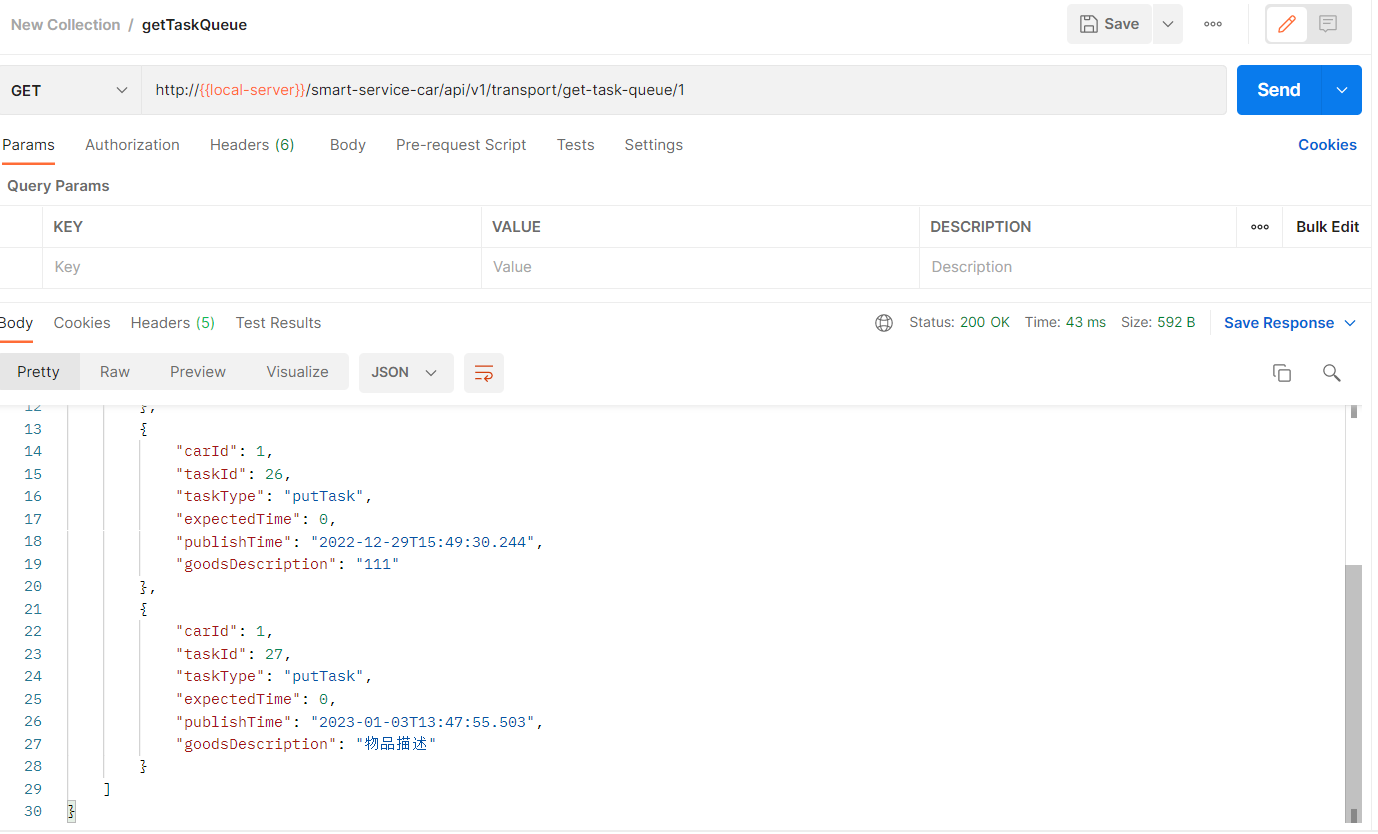 New Collection / getTaskQueue Save ooo
GET http://{{local-server}}/smart-service-car/api/v1/transport/get-task-queue/1 Send
Params Authorization Headers (6) Body Pre-request Script Tests Settings Cookies
Query Params
KEY VALUE DESCRIPTION ooo Bulk Edit
Key Value Description
Body Cookies Headers (5) Test Results Status: 200 OK Time: 43 ms Size: 592 B Save Response
Pretty Raw Preview Visualize JSON
12 },
13 {
14 "carId": 1,
15 "taskId": 26,
16 "taskType": "putTask",
17 "expectedTime": 0,
18 "publishTime": "2022-12-29T15:49:30.244",
19 "goodsDescription": "111"
20 },
21 {
22 "carId": 1,
23 "taskId": 27,
24 "taskType": "putTask",
25 "expectedTime": 0,
26 "publishTime": "2023-01-03T13:47:55.503",
27 "goodsDescription": "物品描述"
28 }
29 ]
30 }